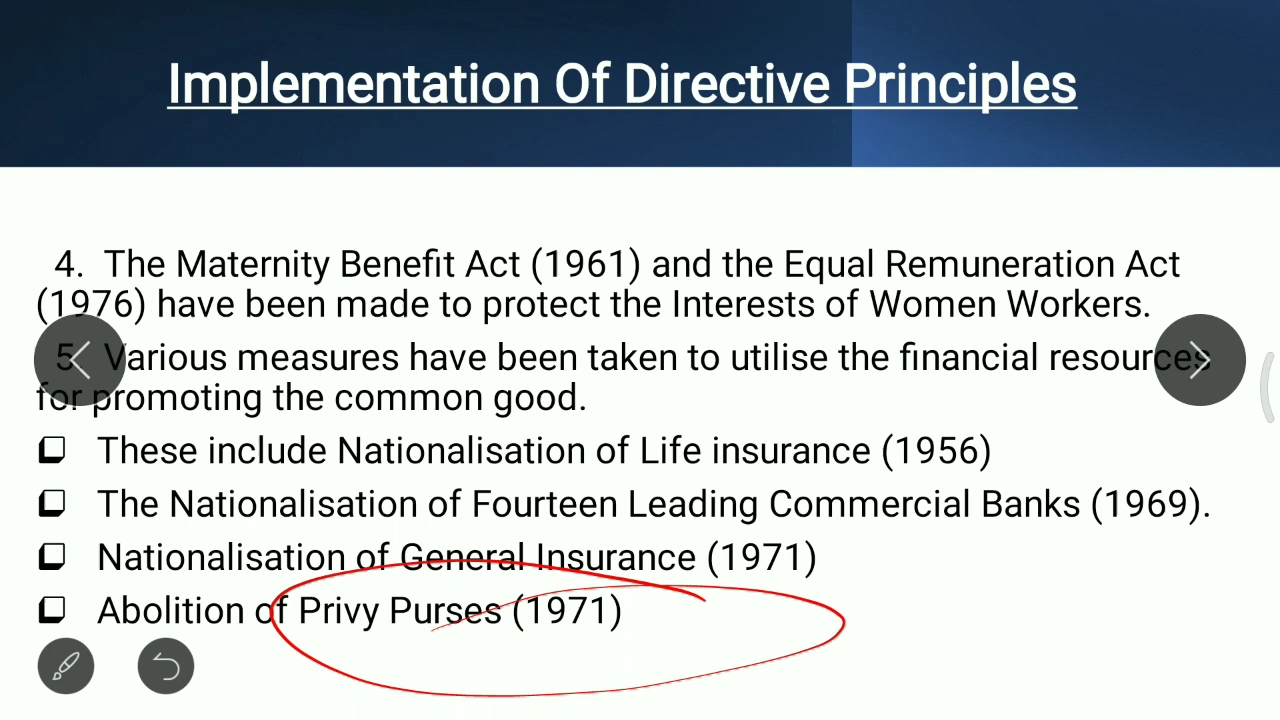 Implementation Of Directive Principles
4. The Maternity Benefit Act (1961) and the Equal Remuneration Act
(1976) have been made to protect the Interests of Women Workers.
5. Various measures have been taken to utilise the financial resources
for promoting the common good.
These include Nationalisation of Life insurance (1956)
The Nationalisation of Fourteen Leading Commercial Banks (1969).
Nationalisation of General Insurance (1971)
Abolition of Privy Purses (1971)